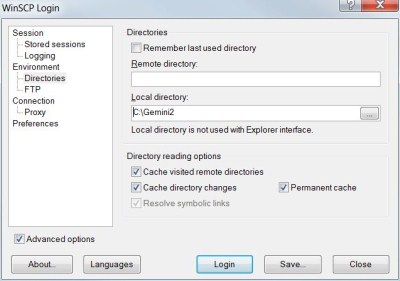 WinSCP Login
Session
Stored sessions
Logging
Environment
Directories
FTP
Connection
Proxy
Preferences
Directories
Remember last used directory
Remote directory:
Local directory:
C:\Gemini2
...
Local directory is not used with Explorer interface.
Directory reading options
Cache visited remote directories
Cache directory changes
Permanent cache
Resolve symbolic links
Advanced options
About...
Languages
Login
Save...
Close